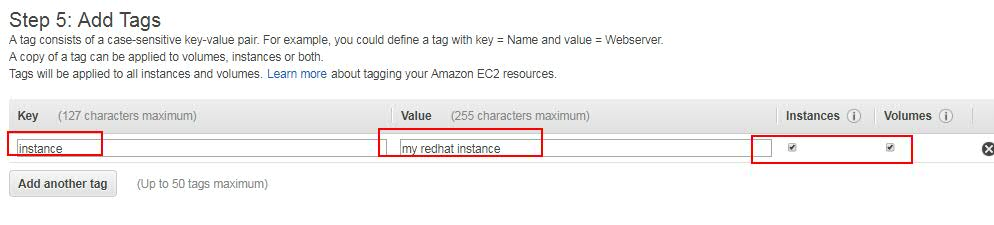 Step 5: Add Tags
A tag consists of a case-sensitive key-value pair. For example, you could define a tag with key = Name and value = Webserver.
A copy of a tag can be applied to volumes, instances or both.
Tags will be applied to all instances and volumes. Learn more about tagging your Amazon EC2 resources.
Key (127 characters maximum) Value (255 characters maximum) Instances Volumes
instance my redhat instance
Add another tag (Up to 50 tags maximum)